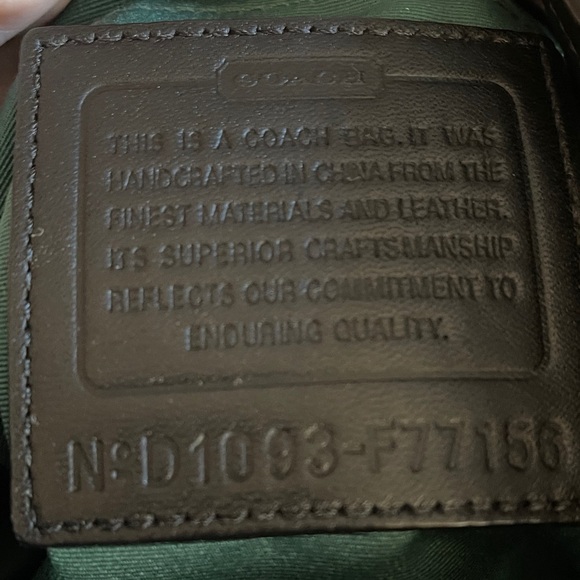 COACH
THIS IS A COACH BAG. IT WAS
HANDCRAFTED IN CHINA FROM THE
FINEST MATERIALS AND LEATHER.
ITS SUPERIOR CRAFTSMANSHIP
REFLECTS OUR COMMITMENT TO
ENDURING QUALITY.
Nº D1093-F77156